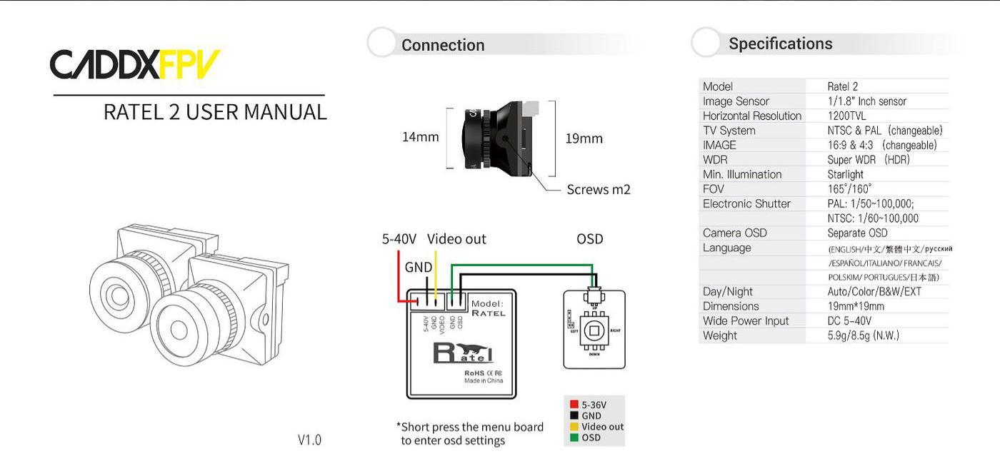 CADDXFPV
RATEL 2 USER MANUAL
V1.0
Connection
14mm
19mm
Screws m2
5-40V Video out
GND
OSD
Model:
RATEL
5-40V
GND
VIDEO
GND
OSD
Ratel
RoHS CE FC
Made in China
UP
LEFT
RIGHT
DOWN
5-36V
GND
Video out
OSD
*Short press the menu board
to enter osd settings
Specifications
Model Ratel 2
Image Sensor 1/1.8" Inch sensor
Horizontal Resolution 1200TVL
TV System NTSC & PAL (changeable)
IMAGE 16:9 & 4:3 (changeable)
WDR Super WDR (HDR)
Min. Illumination Starlight
FOV 165°/160°
Electronic Shutter PAL: 1/50~100,000;
NTSC: 1/60~100,000
Camera OSD Separate OSD
Language (ENGLISH/中文/繁體中文/русский
/ESPAÑOL/ITALIANO/ FRANCAIS/
POLSKIM/ PORTUGUES/日本語)
Day/Night Auto/Color/B&W/EXT
Dimensions 19mm*19mm
Wide Power Input DC 5-40V
Weight 5.9g/8.5g (N.W.)